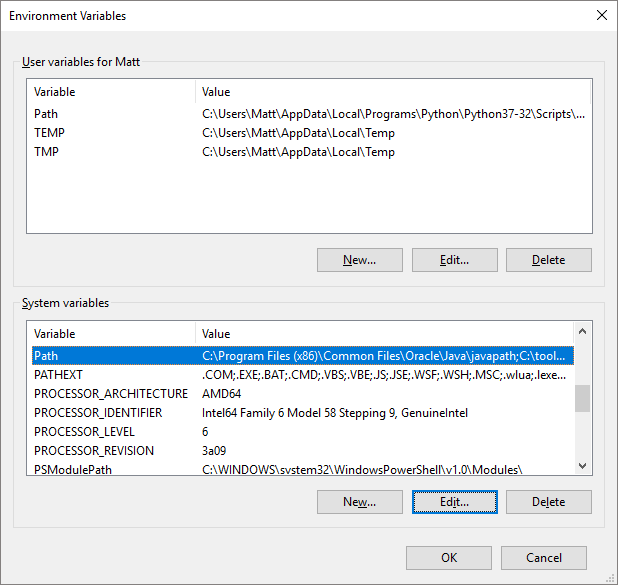 Environment Variables
User variables for Matt
Variable Value
Path C:\Users\Matt\AppData\Local\Programs\Python\Python37-32\Scripts\...
TEMP C:\Users\Matt\AppData\Local\Temp
TMP C:\Users\Matt\AppData\Local\Temp
New... Edit... Delete
System variables
Variable Value
Path C:\Program Files (x86)\Common Files\Oracle\Java\javapath;C:\tool...
PATHEXT .COM;.EXE;.BAT;.CMD;.VBS;.VBE;.JS;.JSE;.WSF;.WSH;.MSC;.wlua;.lexe...
PROCESSOR_ARCHITECTURE AMD64
PROCESSOR_IDENTIFIER Intel64 Family 6 Model 58 Stepping 9, GenuineIntel
PROCESSOR_LEVEL 6
PROCESSOR_REVISION 3a09
PSModulePath C:\WINDOWS\system32\WindowsPowerShell\v1.0\Modules\
New... Edit... Delete
OK Cancel